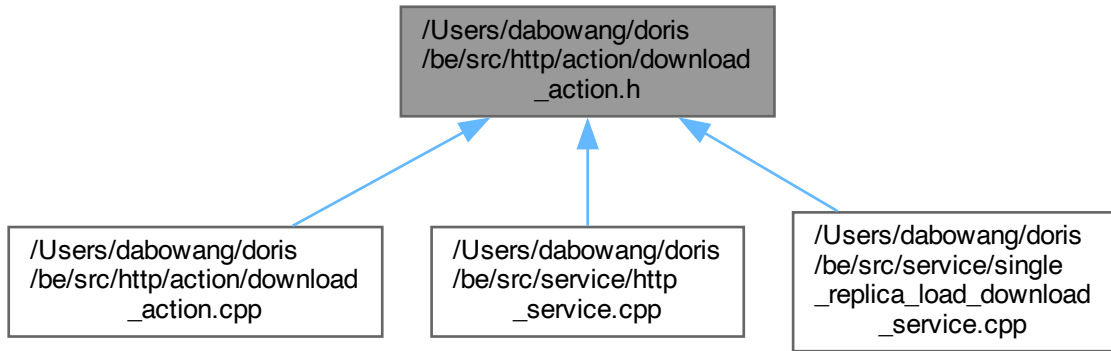 /Users/dabowang/doris
/be/src/http/action/download
_action.h
/Users/dabowang/doris
/be/src/http/action/download
_action.cpp
/Users/dabowang/doris
/be/src/service/http
_service.cpp
/Users/dabowang/doris
/be/src/service/single
_replica_load_download
_service.cpp